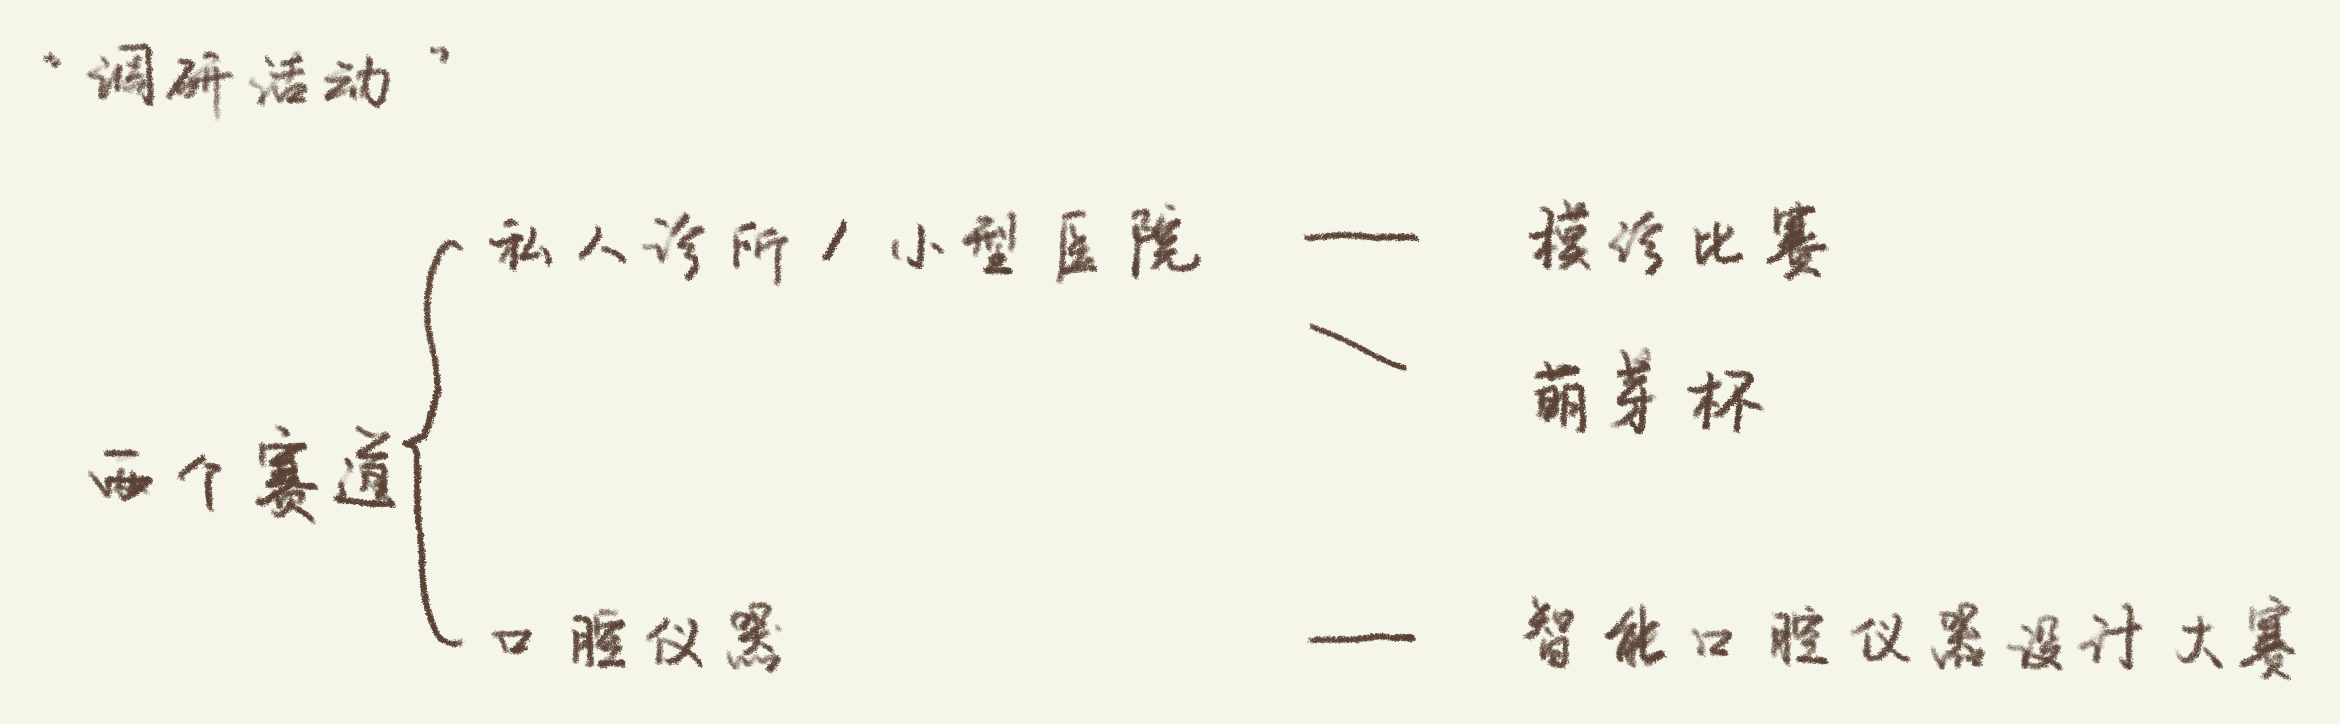 “调研活动”
私人诊所/小型医院 — 模诊比赛
萌芽杯
两个赛道
口腔仪器 — 智能口腔仪器设计大赛